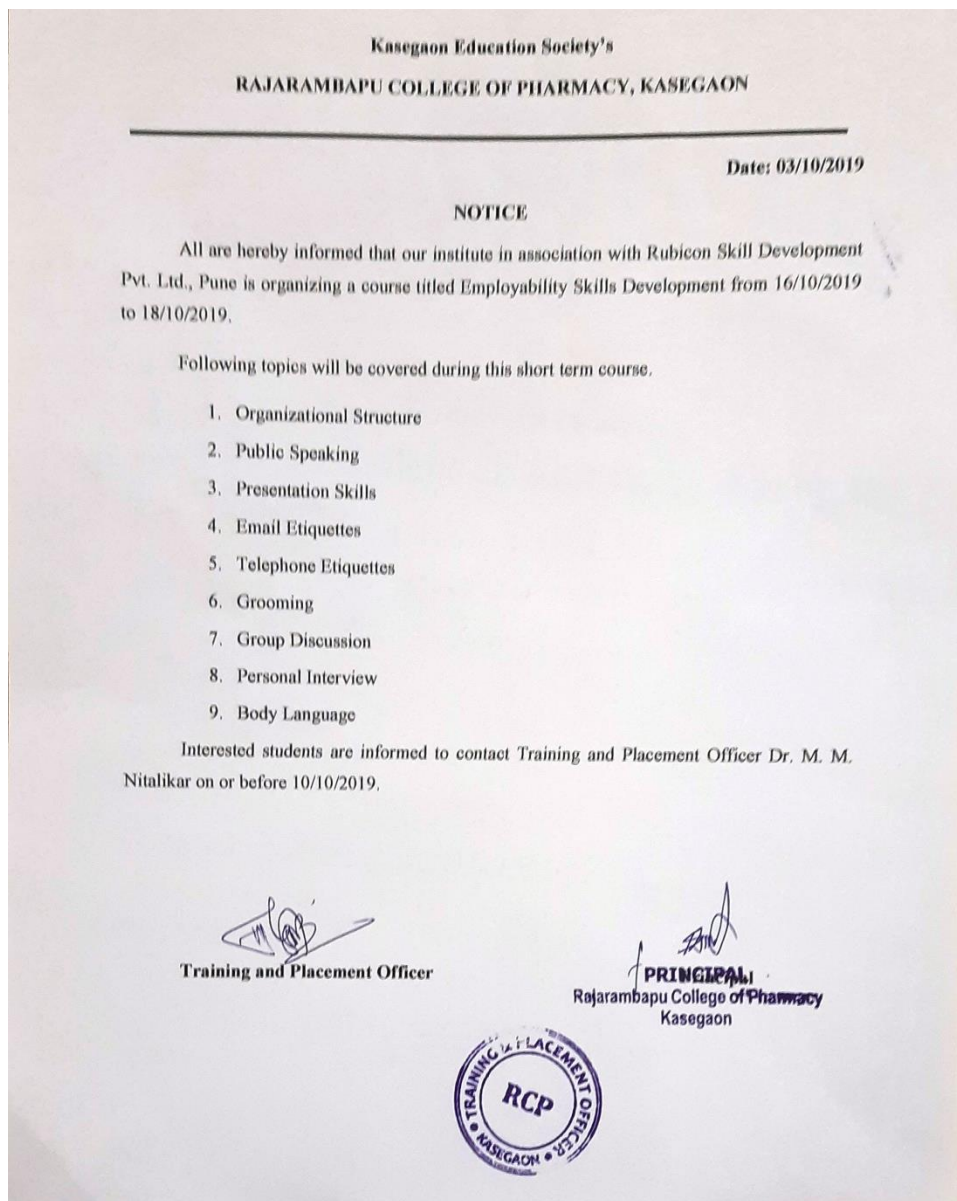 Kasegaon Education Society's
RAJARAMBAPU COLLEGE OF PHARMACY, KASEGAON
Date: 03/10/2019
NOTICE
All are hereby informed that our institute in association with Rubicon Skill Development
Pvt. Ltd., Pune is organizing a course titled Employability Skills Development from 16/10/2019
to 18/10/2019.
Following topics will be covered during this short term course.
1. Organizational Structure
2. Public Speaking
3. Presentation Skills
4. Email Etiquettes
5. Telephone Etiquettes
6. Grooming
7. Group Discussion
8. Personal Interview
9. Body Language
Interested students are informed to contact Training and Placement Officer Dr. M. M.
Nitalikar on or before 10/10/2019.
Training and Placement Officer
PRINCIPAL
Rajarambapu College of Pharmacy
Kasegaon
TRAINING & PLACEMENT OFFICER
RCP
KASEGAON